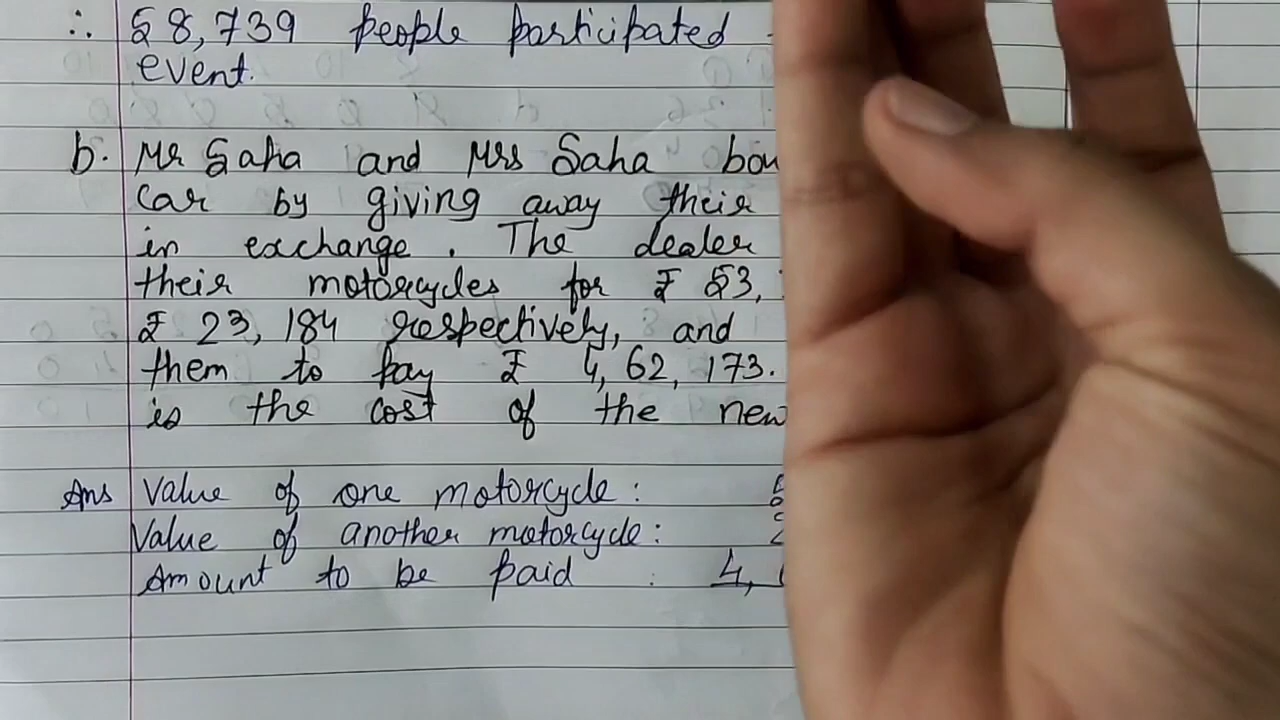 ∴ 58,739 people participated
event.
b. Mr Saha and Mrs Saha
car by giving away their
in exchange. The dealer
their motorcycles for ₹ 53,
₹ 23,184 respectively, and
them to pay ₹ 4,62,173.
is the cost of the new
Ans Value of one motorcycle:
Value of another motorcycle:
Amount to be paid : 4,